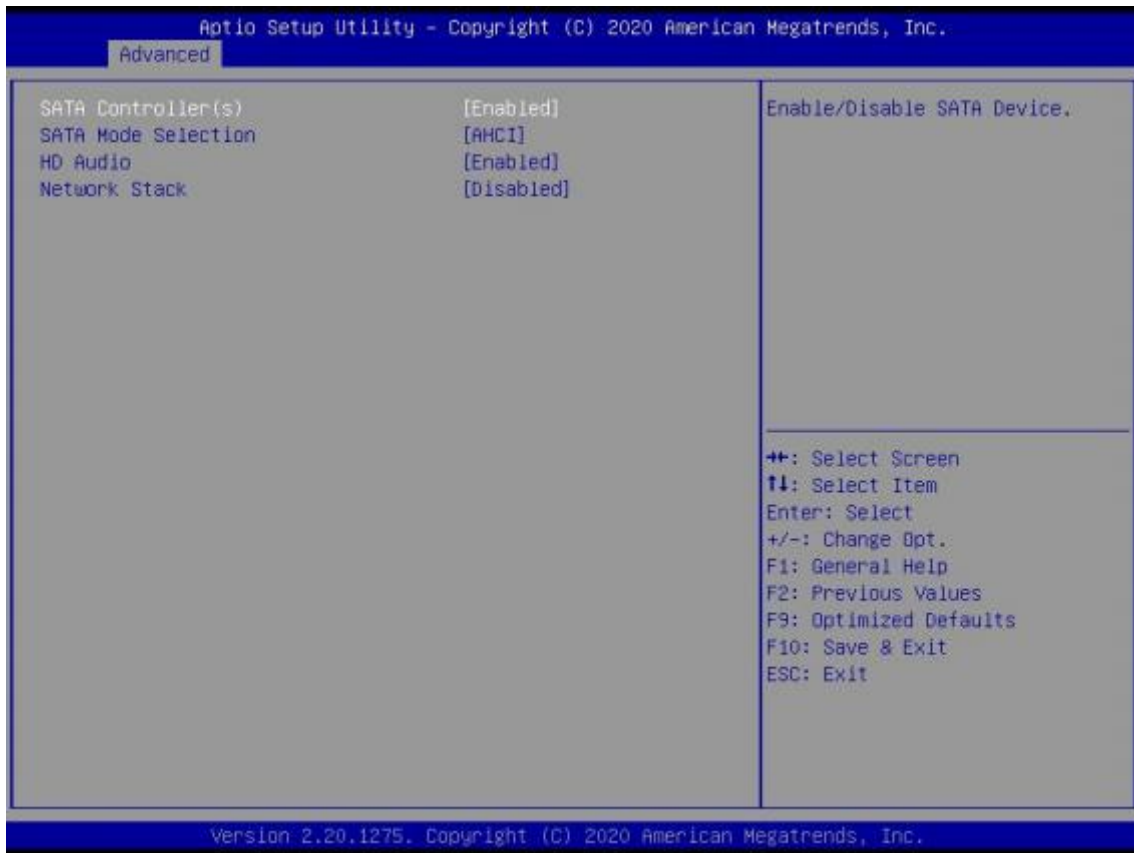 Aptio Setup Utility – Copyright (C) 2020 American Megatrends, Inc.
Advanced
SATA Controller(s) [Enabled]
SATA Mode Selection [AHCI]
HD Audio [Enabled]
Network Stack [Disabled]
Enable/Disable SATA Device.
→←: Select Screen
↑↓: Select Item
Enter: Select
+/-: Change Opt.
F1: General Help
F2: Previous Values
F9: Optimized Defaults
F10: Save & Exit
ESC: Exit
Version 2.20.1275. Copyright (C) 2020 American Megatrends, Inc.